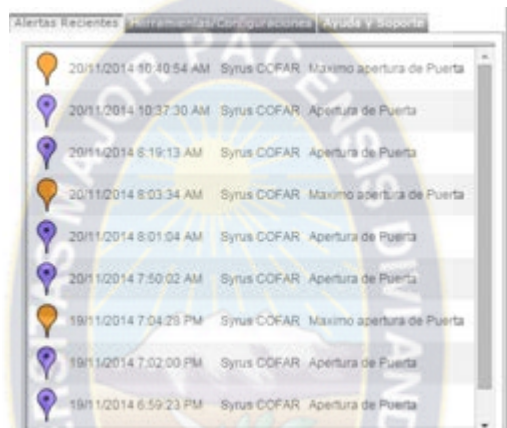 Alertas Recientes Herramientas/Configuraciones Ayuda y Soporte
20/11/2014 10:40:54 AM Syrus COFAR Maximo apertura de Puerta
20/11/2014 10:37:30 AM Syrus COFAR Apertura de Puerta
20/11/2014 8:19:13 AM Syrus COFAR Apertura de Puerta
20/11/2014 8:03:34 AM Syrus COFAR Maximo apertura de Puerta
20/11/2014 8:01:04 AM Syrus COFAR Apertura de Puerta
20/11/2014 7:50:02 AM Syrus COFAR Apertura de Puerta
19/11/2014 7:04:28 PM Syrus COFAR Maximo apertura de Puerta
19/11/2014 7:02:00 PM Syrus COFAR Apertura de Puerta
19/11/2014 6:59:23 PM Syrus COFAR Apertura de Puerta
MAJOR PACENSIS DIV AND